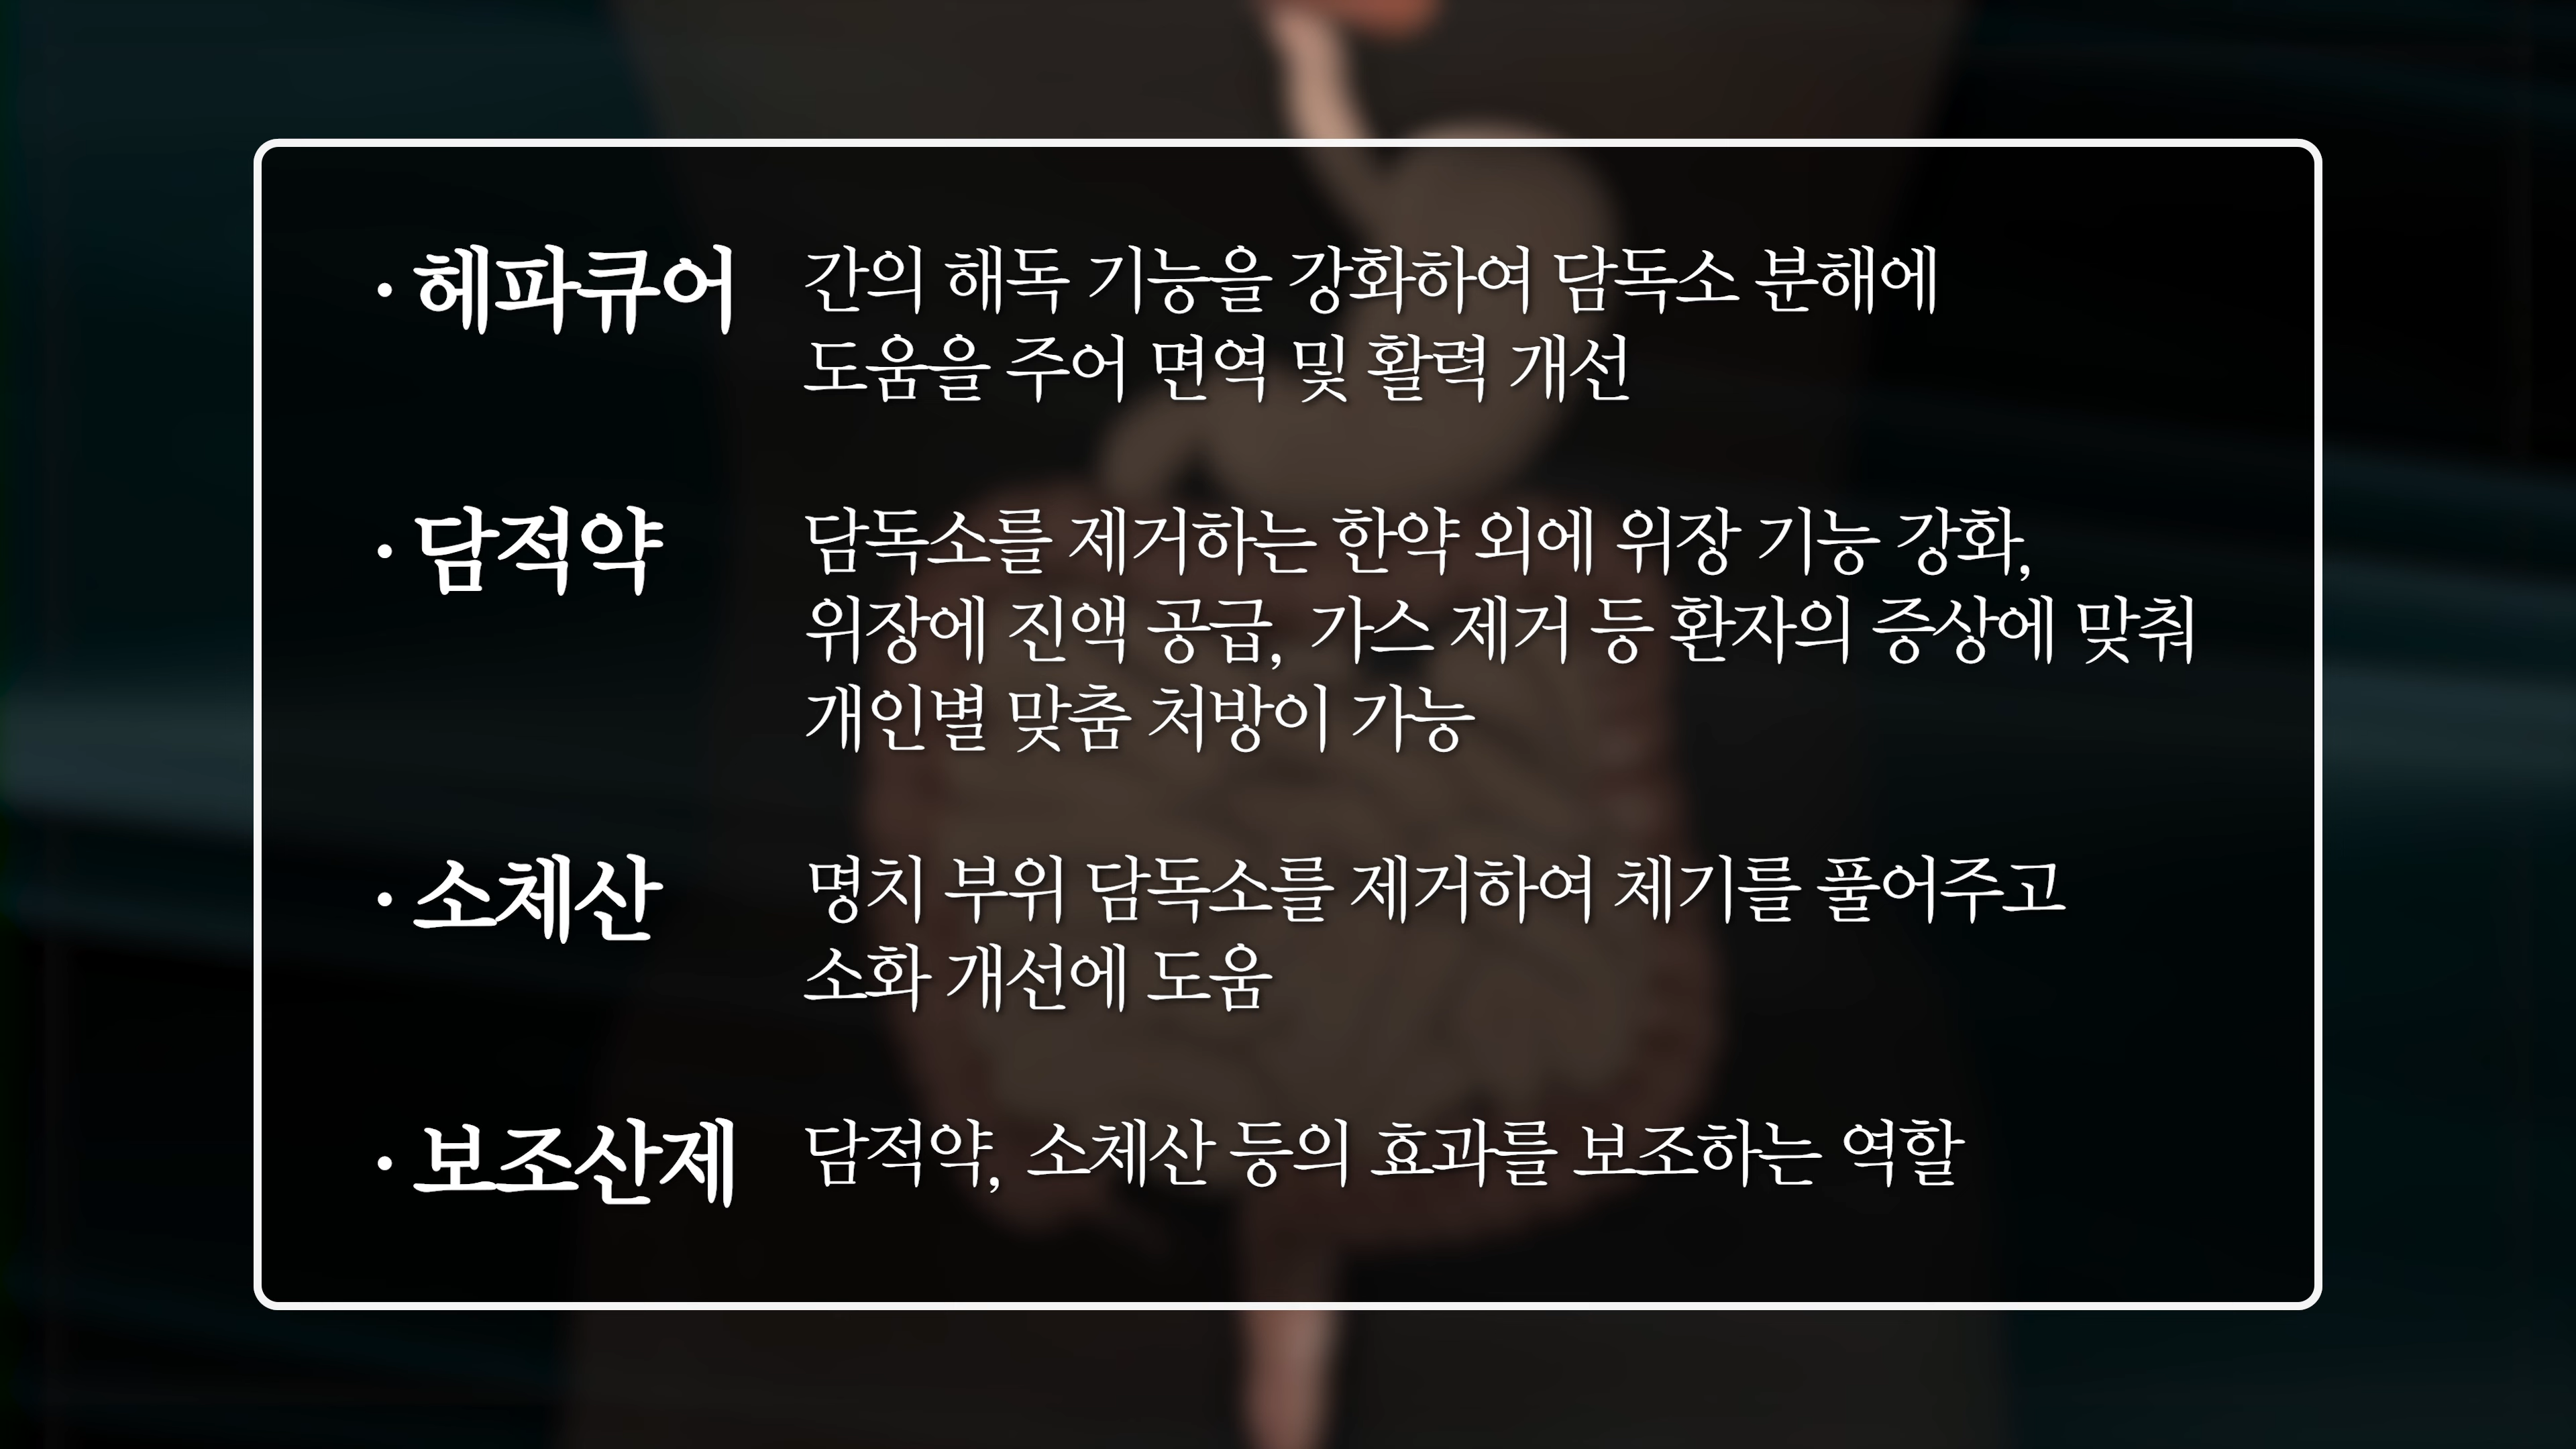 · 헤파큐어 간의 해독 기능을 강화하여 담독소 분해에
도움을 주어 면역 및 활력 개선
· 담적약 담독소를 제거하는 한약 외에 위장 기능 강화,
위장에 진액 공급, 가스 제거 등 환자의 증상에 맞춰
개인별 맞춤 처방이 가능
· 소체산 명치 부위 담독소를 제거하여 체기를 풀어주고
소화 개선에 도움
· 보조산제 담적약, 소체산 등의 효과를 보조하는 역할